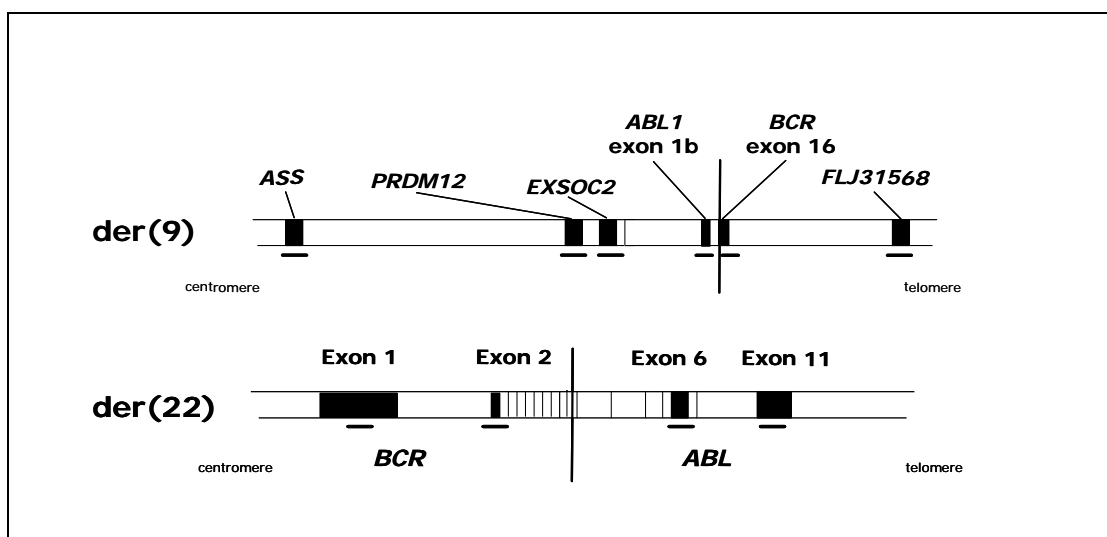 ABL1
exon 1b
BCR
exon 16
ASS
PRDM12
EXSOC2
FLJ31568
der(9)
centromere
telomere
Exon 1
Exon 2
Exon 6
Exon 11
der(22)
BCR
ABL
centromere
telomere